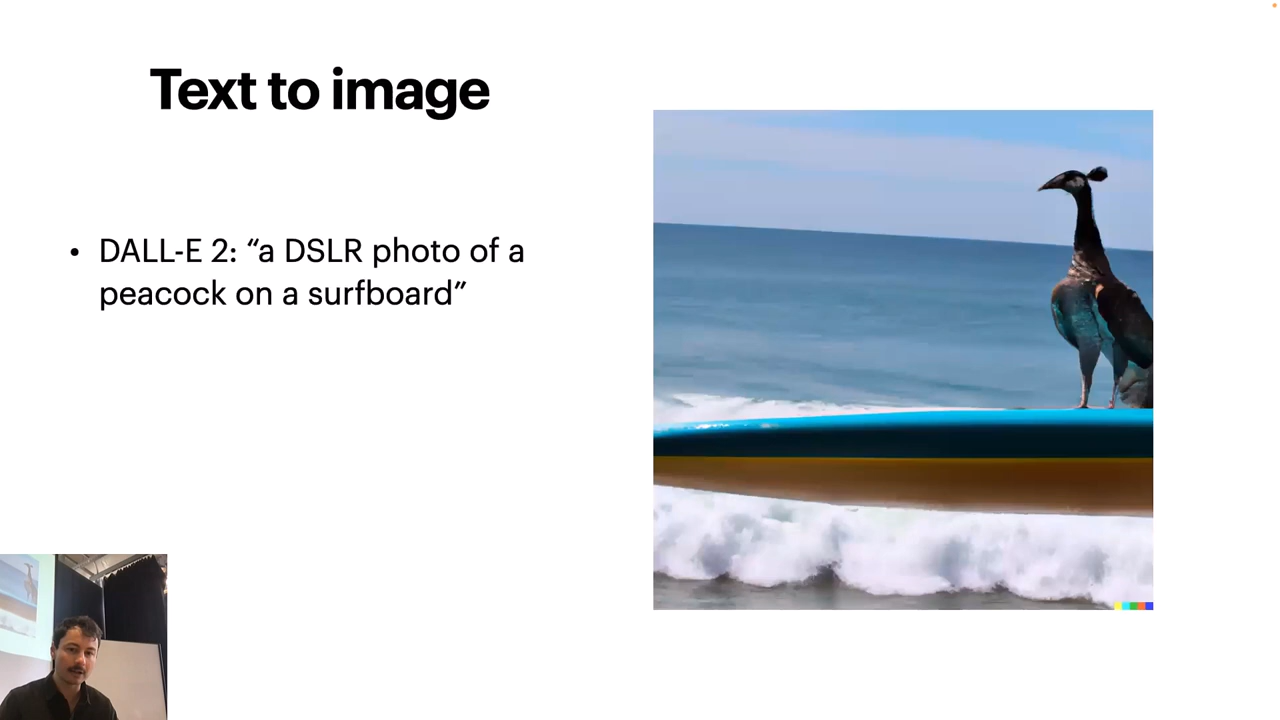 Text to image
• DALL-E 2: “a DSLR photo of a
peacock on a surfboard”